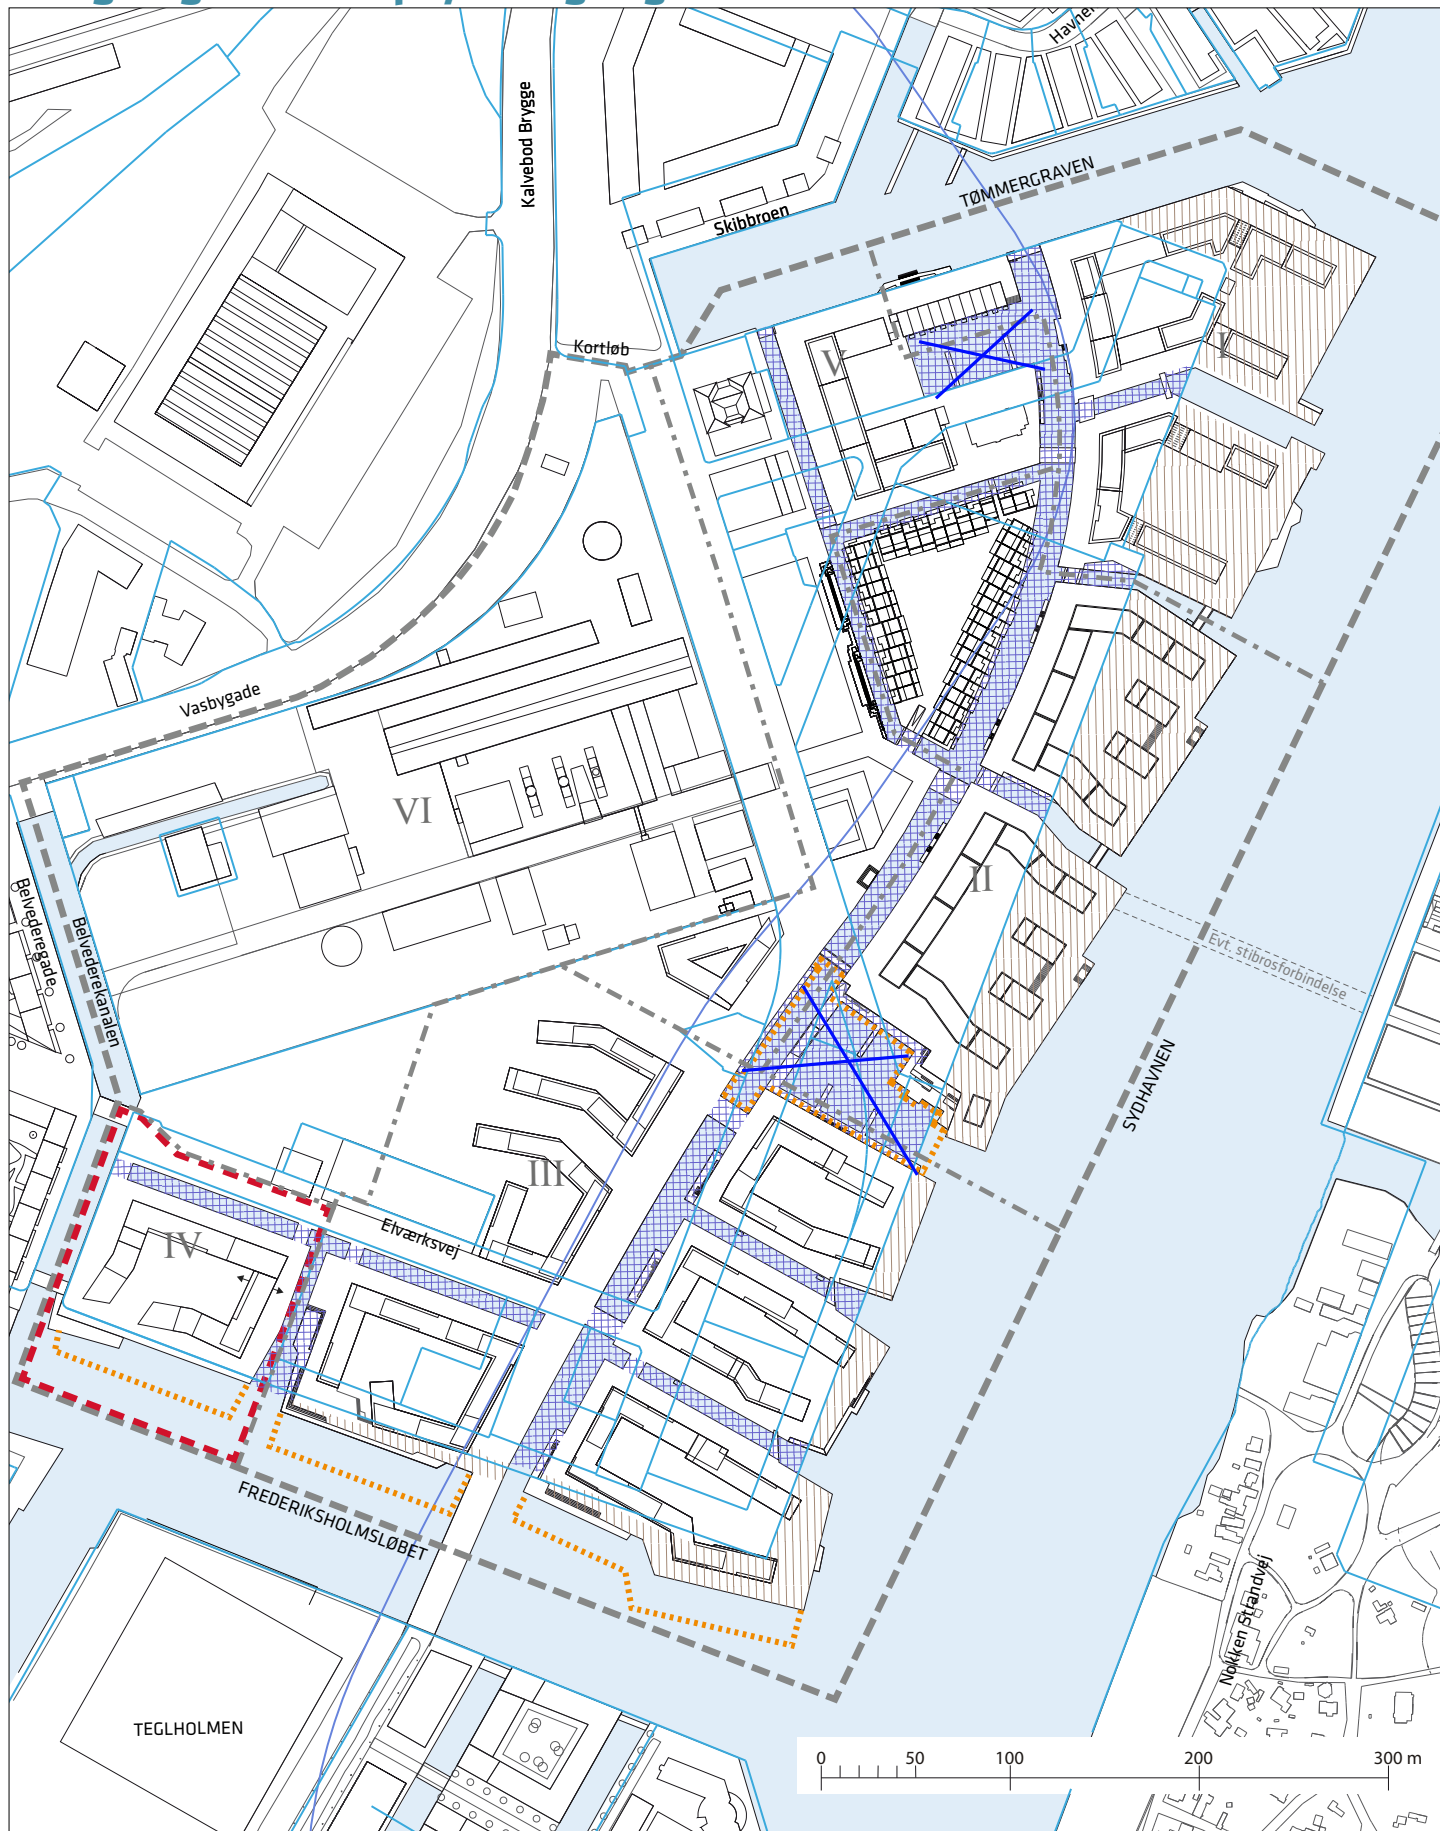 Havne
Kalvebod Brygge
TØMMERGRAVEN
Skibbroen
Kortløb
V
I
Vasbygade
VI
II
Belvederegade
Belvederekanalen
Evt. stibrosforbindelse
SYDHAVNEN
III
Elværksvej
IV
FREDERIKSHOLMSLØBET
Nokken Strandvej
TEGLHOLMEN
0 50 100 200 300 m